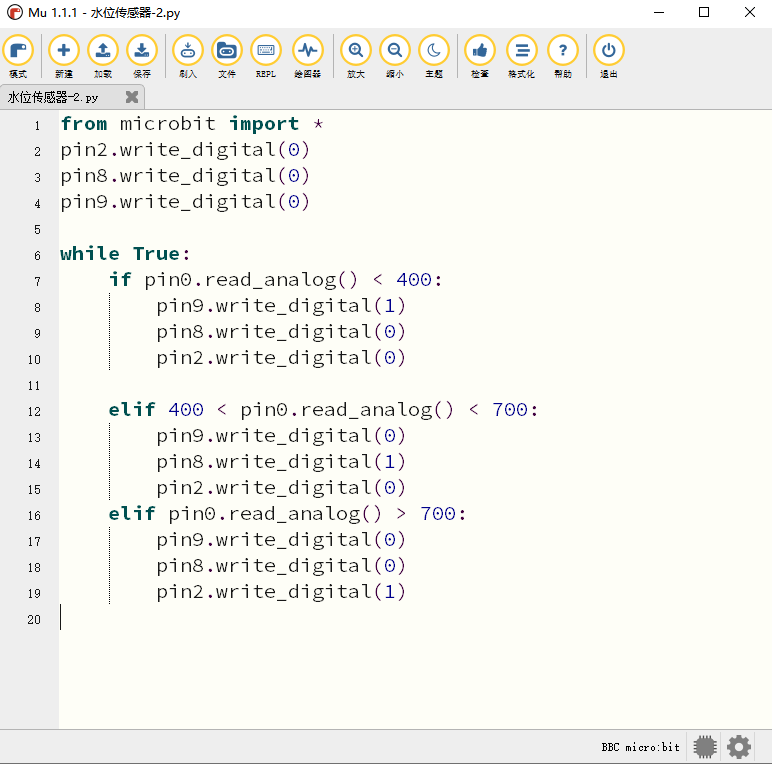 Mu 1.1.1 - 水位传感器-2.py
模式 新建 加载 保存 刷入 文件 REPL 绘图器 放大 缩小 主题 检查 格式化 帮助 退出
水位传感器-2.py
1 from microbit import *
2 pin2.write_digital(0)
3 pin8.write_digital(0)
4 pin9.write_digital(0)
5
6 while True:
7     if pin0.read_analog() < 400:
8         pin9.write_digital(1)
9         pin8.write_digital(0)
10         pin2.write_digital(0)
11
12     elif 400 < pin0.read_analog() < 700:
13         pin9.write_digital(0)
14         pin8.write_digital(1)
15         pin2.write_digital(0)
16     elif pin0.read_analog() > 700:
17         pin9.write_digital(0)
18         pin8.write_digital(0)
19         pin2.write_digital(1)
20
BBC micro:bit